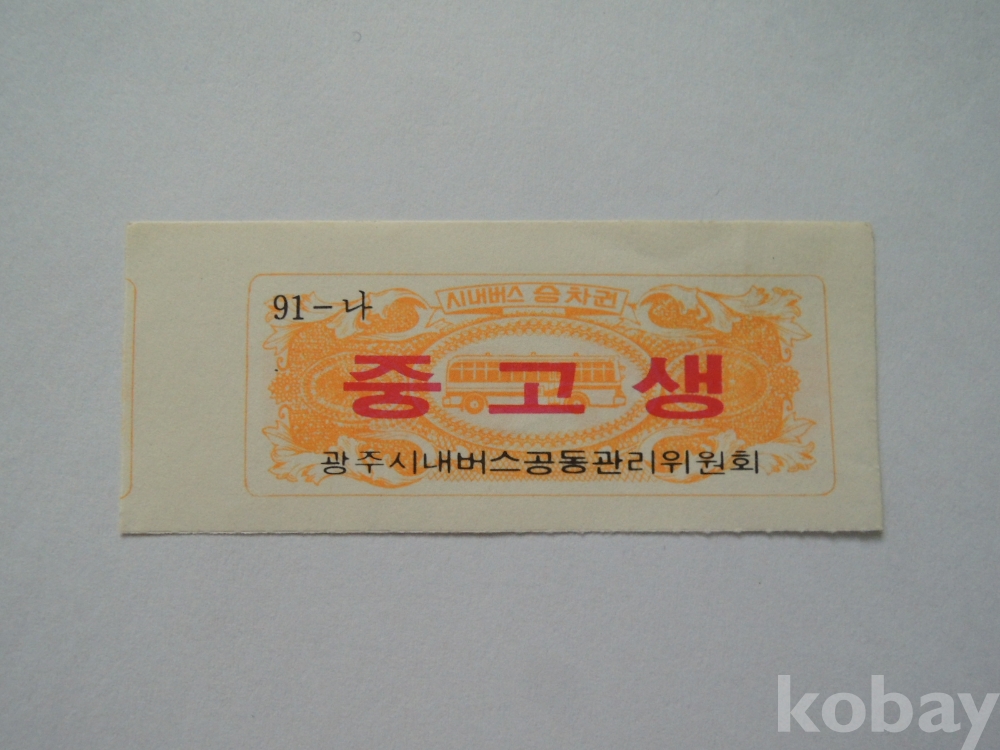 91-나
시내버스 승차권
중고생
광주시내버스공동관리위원회
kobay